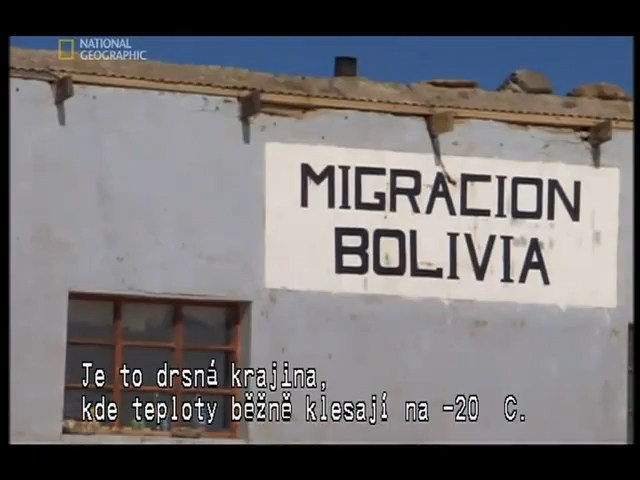 NATIONAL
GEOGRAPHIC
MIGRACION
BOLIVIA
Je to drsná krajina,
kde teploty běžně klesají na -20 C.